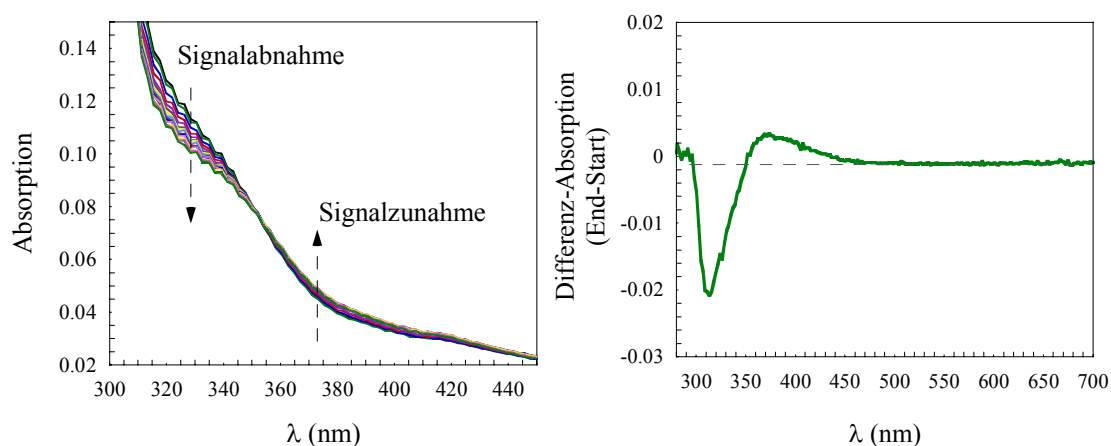 0.14
0.12
0.10
0.08
0.06
0.04
0.02
Absorption
Signalabnahme
Signalzunahme
300 320 340 360 380 400 420 440
λ (nm)
0.02
0.01
0
-0.01
-0.02
-0.03
Differenz-Absorption
(End-Start)
300 350 400 450 500 550 600 650 700
λ (nm)